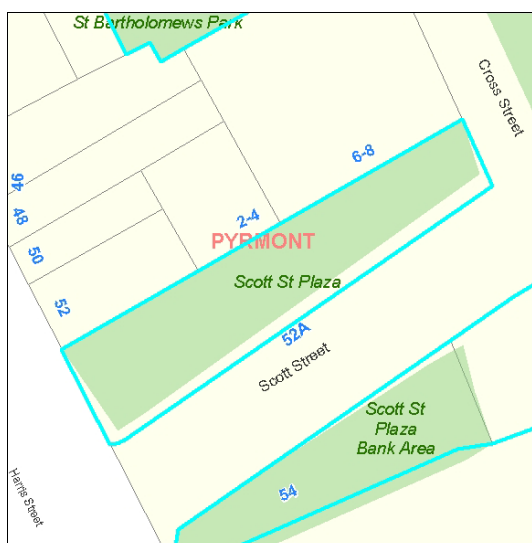 St Bartholomews Park
Cross Street
6-8
46
48
2-4
50
PYRMONT
Scott St Plaza
52
52A
Scott Street
Scott St
Plaza
Bank Area
54
Harris Street